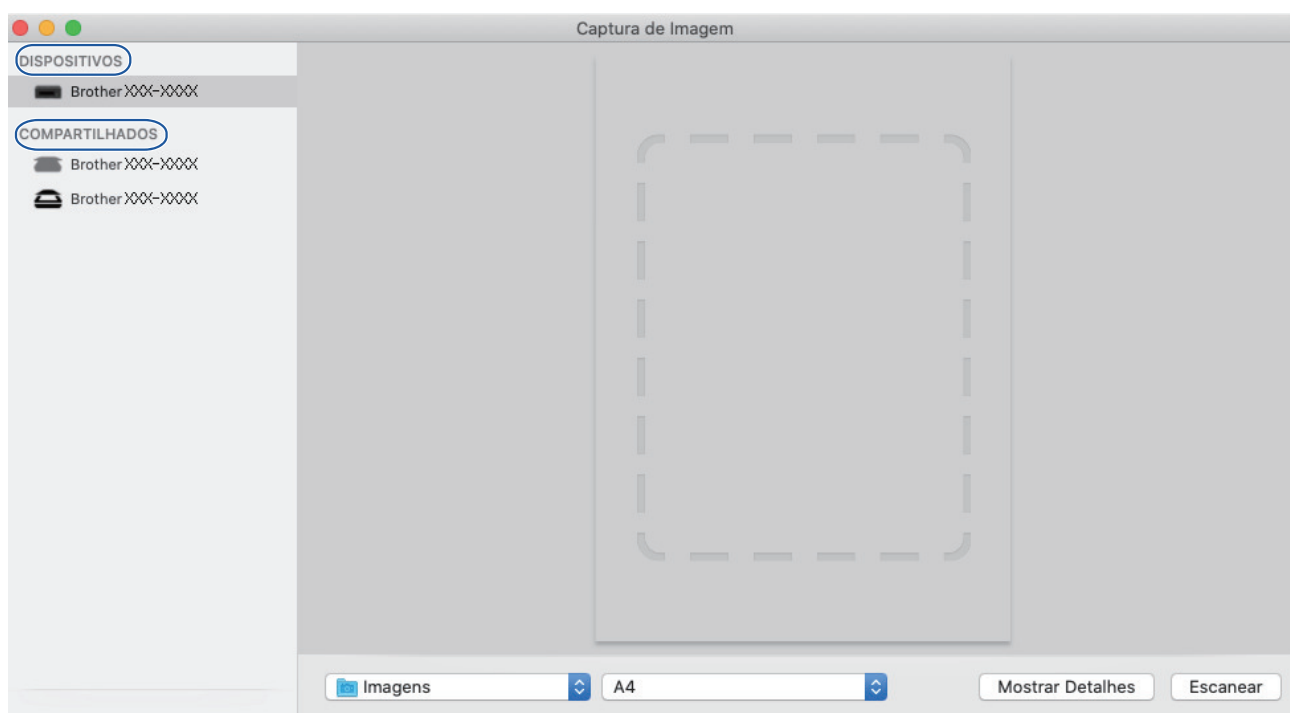 Captura de Imagem
DISPOSITIVOS
Brother XXX-XXXX
COMPARTILHADOS
Brother XXX-XXXX
Brother XXX-XXXX
Imagens
A4
Mostrar Detalhes
Escanear